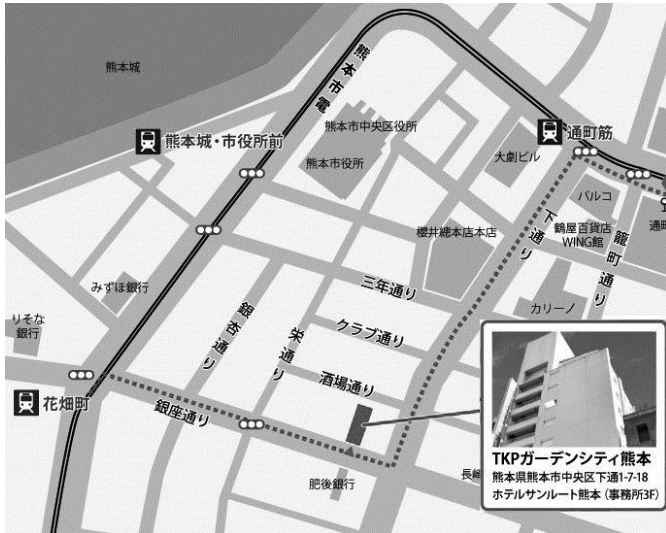 熊本城
熊本市電
熊本市中央区役所
熊本市役所
熊本城・市役所前
通町筋
大劇ビル
パルコ
鶴屋百貨店
WING館
下通り
籠町通り
櫻井總本店本店
カリーノ
みずほ銀行
りそな
銀行
三年通り
クラブ通り
酒場通り
銀杏通り
栄通り
花畑町
銀座通り
肥後銀行
TKPガーデンシティ熊本
熊本県熊本市中央区下通1-7-18
ホテルサンルート熊本（事務所3F）